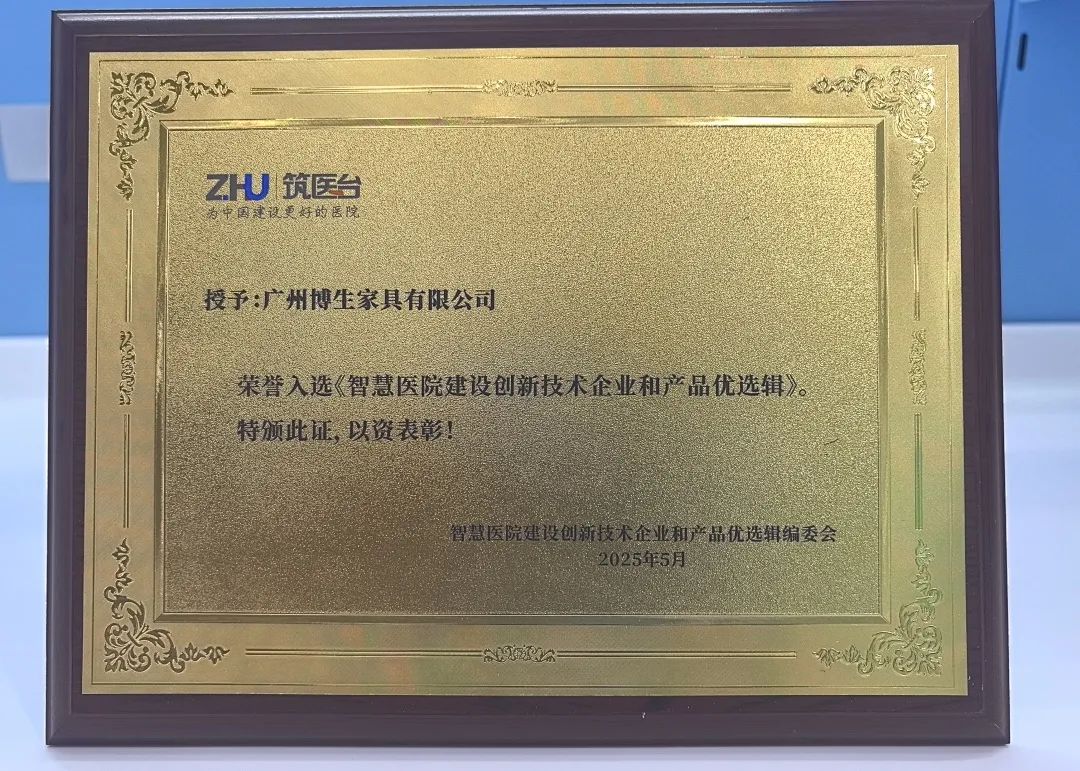 ZHU 筑医台
为中国建设更好的医院
授予:广州博生家具有限公司
荣誉入选《智慧医院建设创新技术企业和产品优选辑》。
特颁此证,以资表彰!
智慧医院建设创新技术企业和产品优选辑编委会
2025年5月